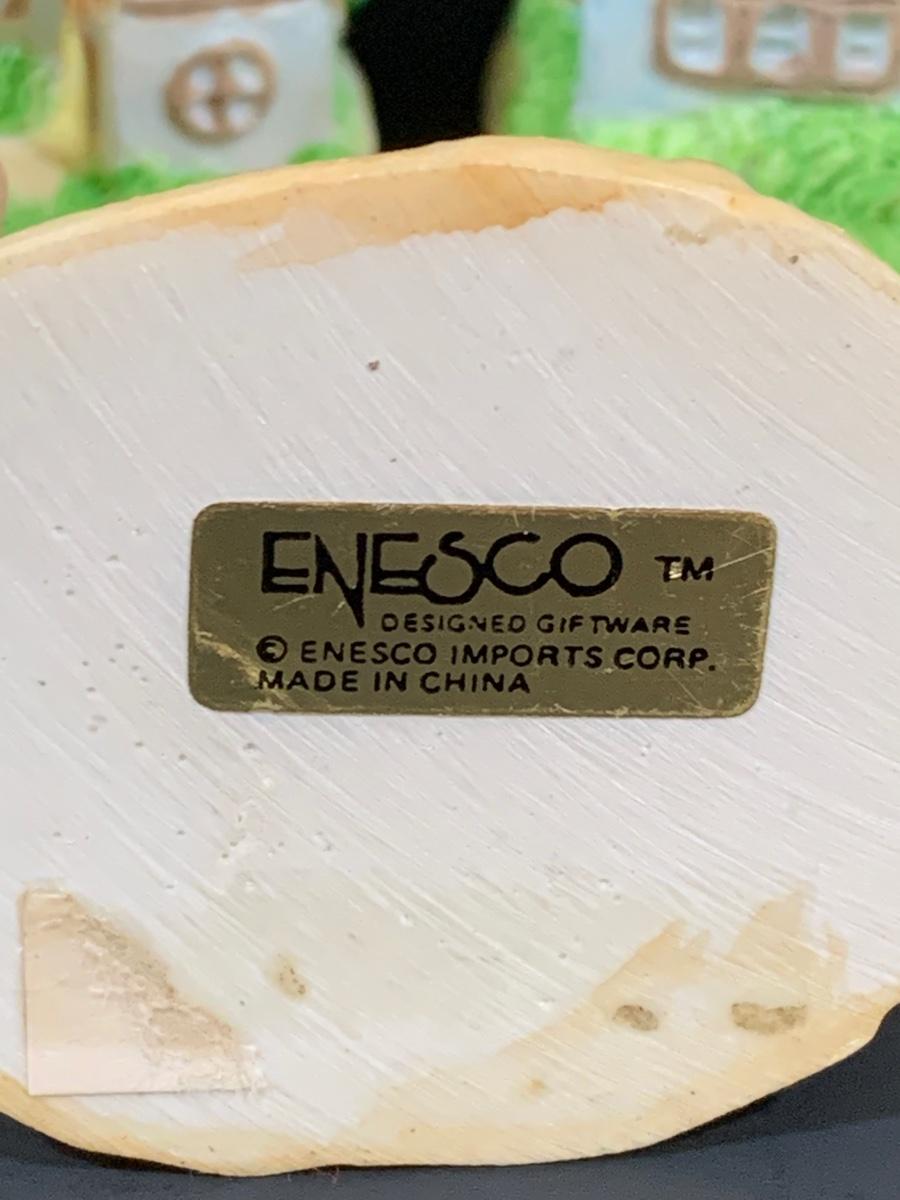 ENESCO TM
DESIGNED GIFTWARE
© ENESCO IMPORTS CORP.
MADE IN CHINA